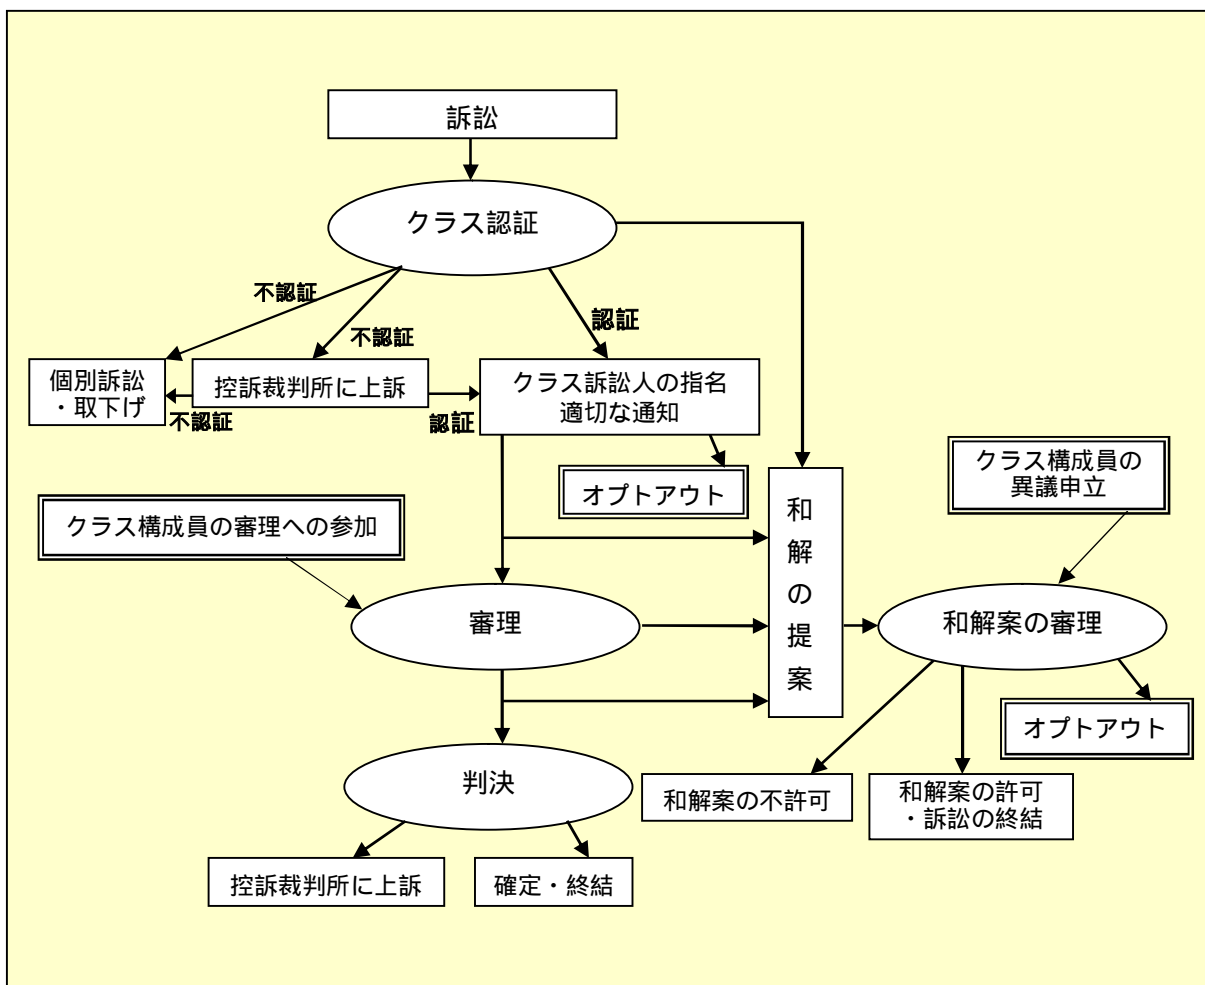 訴訟
クラス認証
不認証
不認証
認証
個別訴訟
・取下げ
控訴裁判所に上訴
クラス訴訟人の指名
適切な通知
不認証
認証
オプトアウト
クラス構成員の
異議申立
クラス構成員の審理への参加
和
解
の
提
案
審理
和解案の審理
オプトアウト
判決
和解案の不許可
和解案の許可
・訴訟の終結
控訴裁判所に上訴
確定・終結